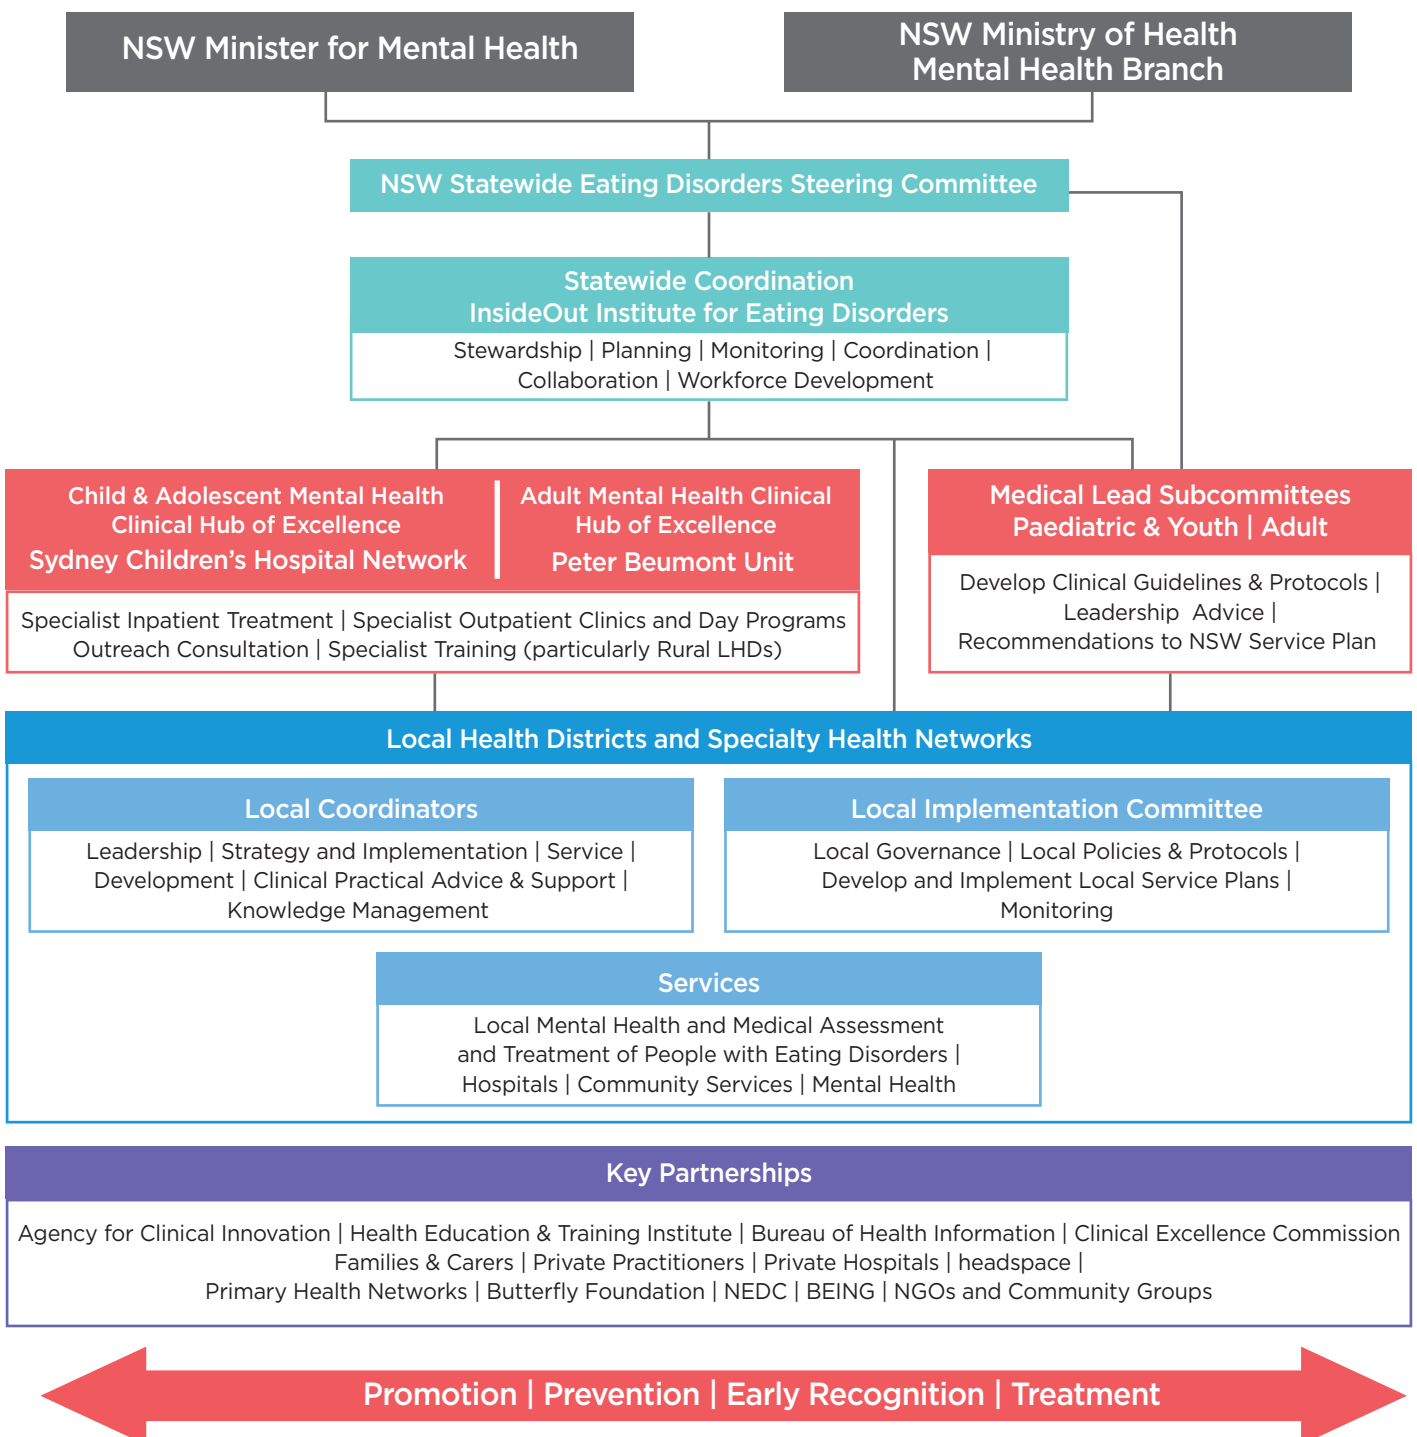 NSW Minister for Mental Health
NSW Ministry of Health
Mental Health Branch
NSW Statewide Eating Disorders Steering Committee
Statewide Coordination
InsideOut Institute for Eating Disorders
Stewardship | Planning | Monitoring | Coordination |
Collaboration | Workforce Development
Child & Adolescent Mental Health
Clinical Hub of Excellence
Sydney Children’s Hospital Network
Adult Mental Health Clinical
Hub of Excellence
Peter Beumont Unit
Specialist Inpatient Treatment | Specialist Outpatient Clinics and Day Programs
Outreach Consultation | Specialist Training (particularly Rural LHDs)
Medical Lead Subcommittees
Paediatric & Youth | Adult
Develop Clinical Guidelines & Protocols |
Leadership Advice |
Recommendations to NSW Service Plan
Local Health Districts and Specialty Health Networks
Local Coordinators
Leadership | Strategy and Implementation | Service |
Development | Clinical Practical Advice & Support |
Knowledge Management
Local Implementation Committee
Local Governance | Local Policies & Protocols |
Develop and Implement Local Service Plans |
Monitoring
Services
Local Mental Health and Medical Assessment
and Treatment of People with Eating Disorders |
Hospitals | Community Services | Mental Health
Key Partnerships
Agency for Clinical Innovation | Health Education & Training Institute | Bureau of Health Information | Clinical Excellence Commission
Families & Carers | Private Practitioners | Private Hospitals | headspace |
Primary Health Networks | Butterfly Foundation | NEDC | BEING | NGOs and Community Groups
Promotion | Prevention | Early Recognition | Treatment